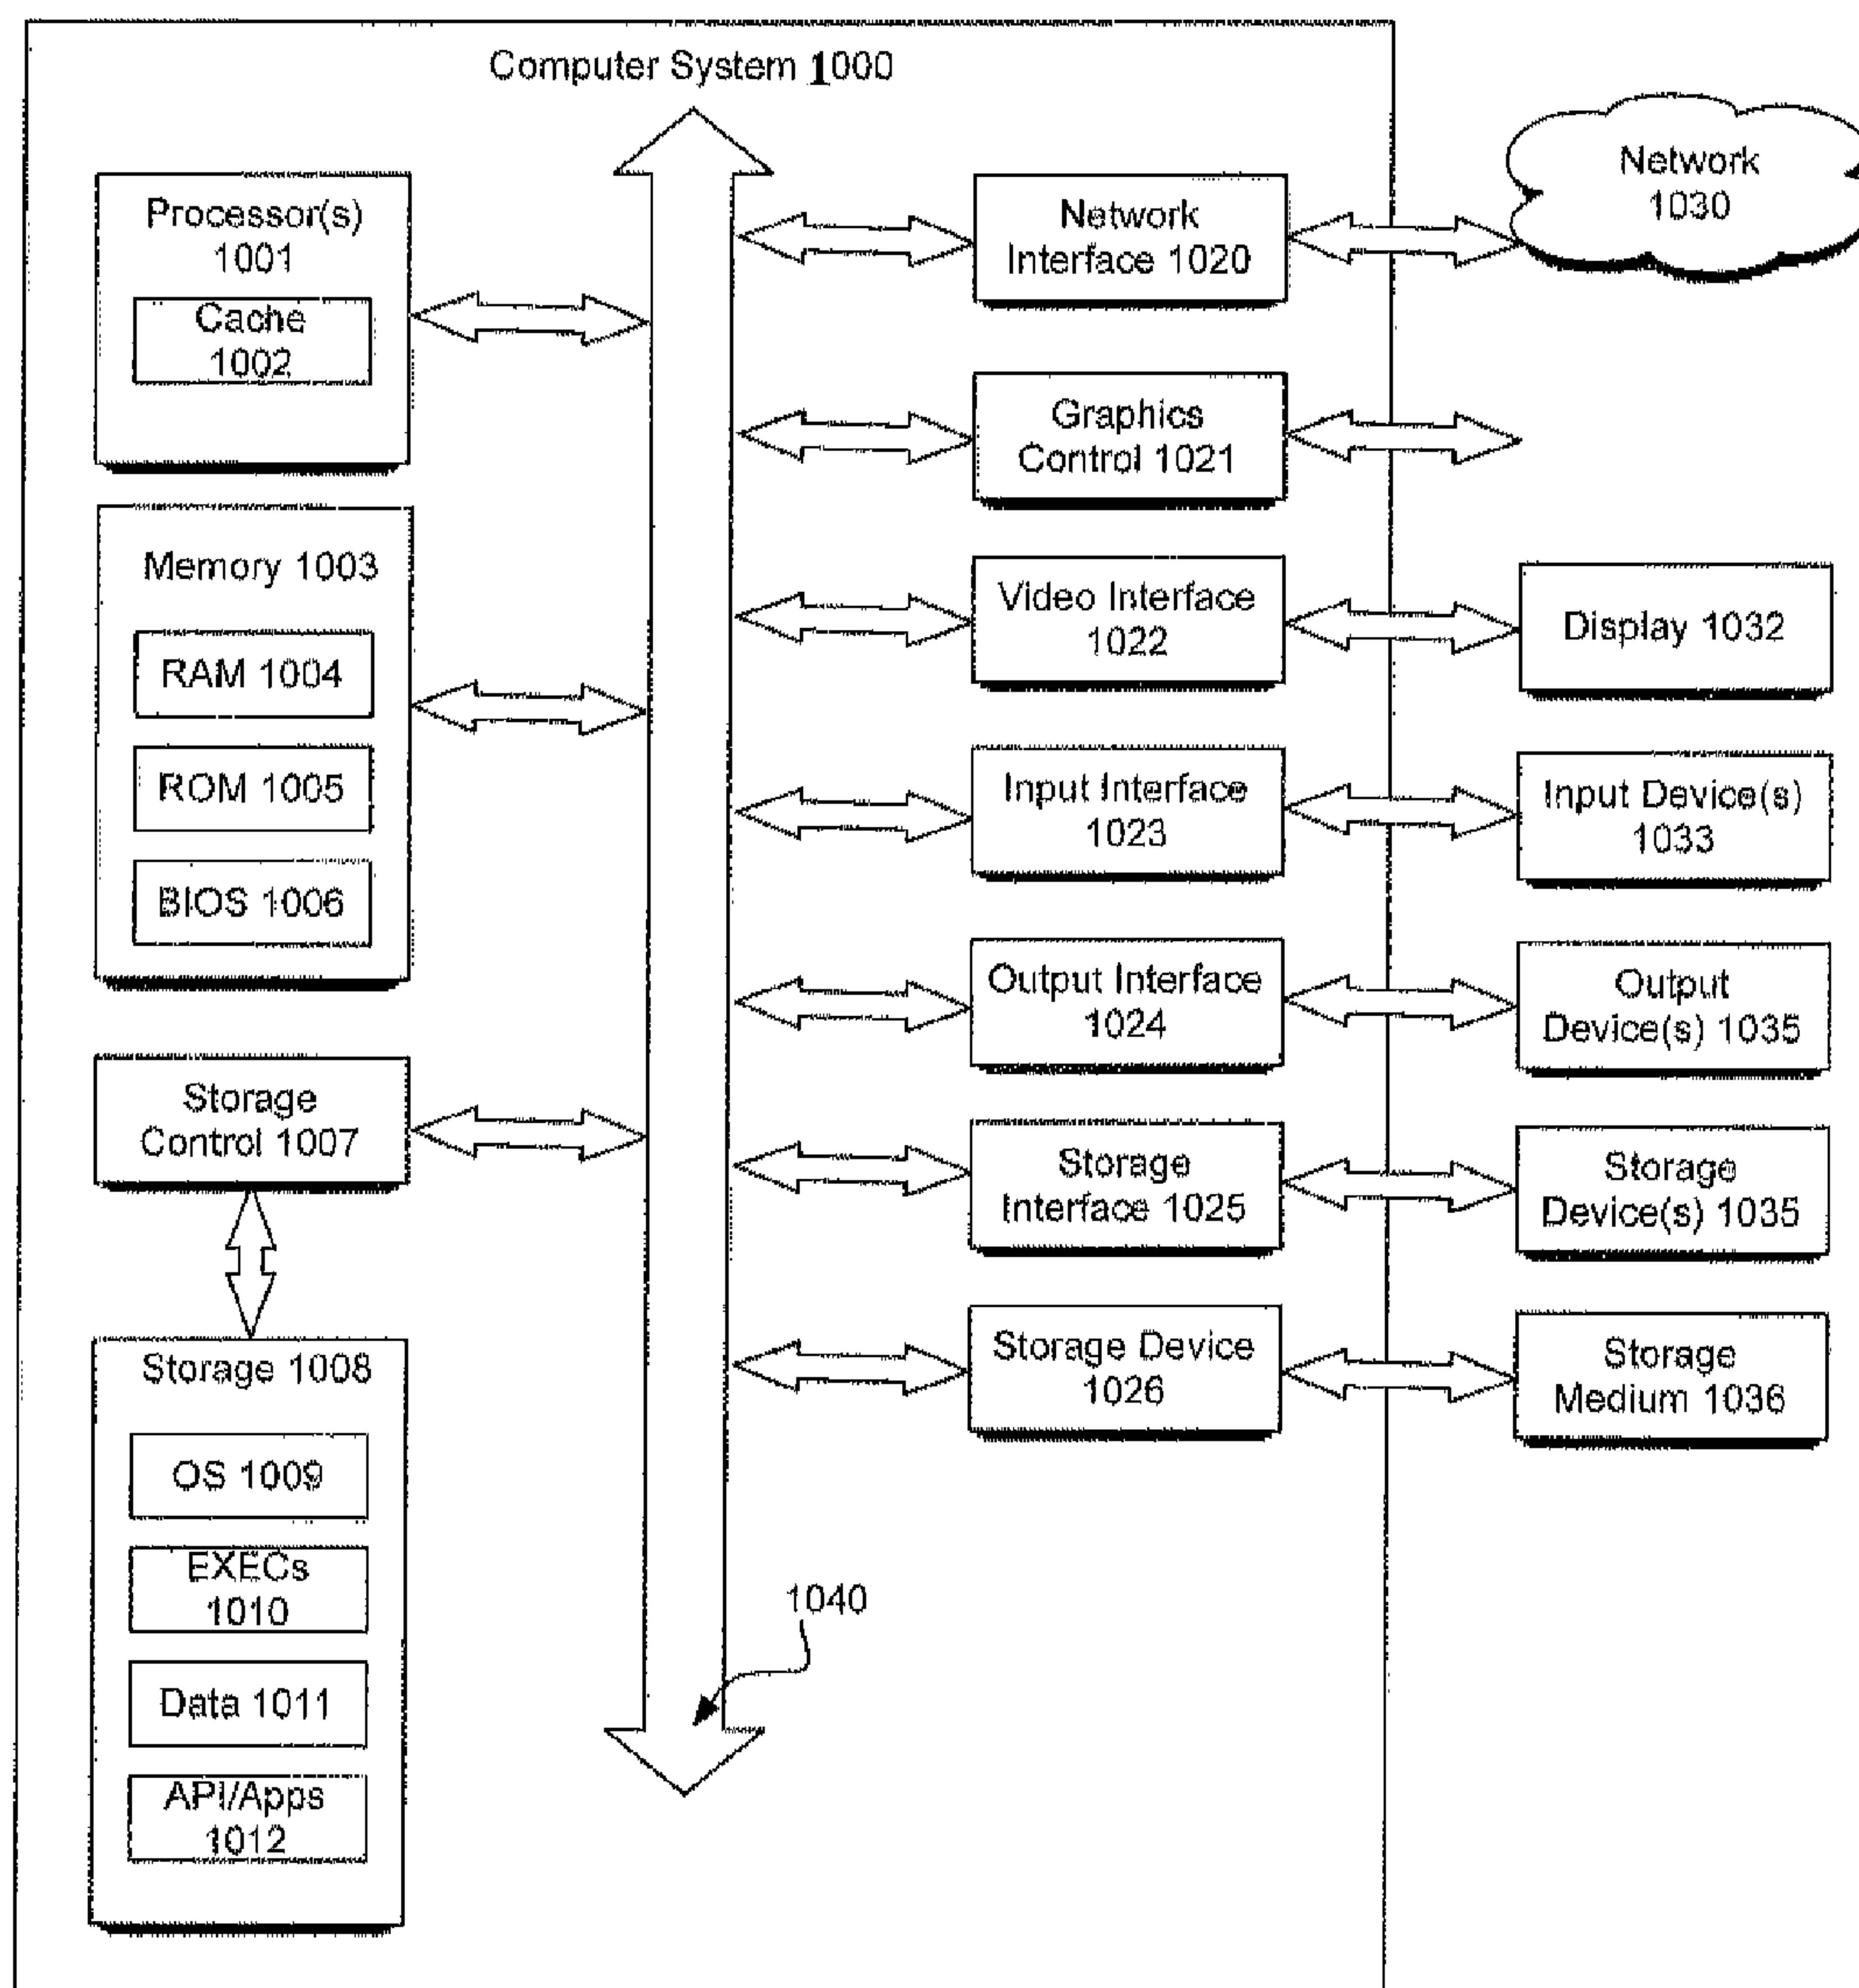 Computer System 1000
Processor(s)
1001
Cache
1002
Memory 1003
RAM 1004
ROM 1005
BIOS 1006
Storage
Control 1007
Storage 1008
OS 1009
EXECs
1010
Data 1011
API/Apps
1012
1040
Network
Interface 1020
Graphics
Control 1021
Video Interface
1022
Input Interface
1023
Output Interface
1024
Storage
Interface 1025
Storage Device
1026
Network
1030
Display 1032
Input Device(s)
1033
Output
Device(s) 1035
Storage
Device(s) 1035
Storage
Medium 1036